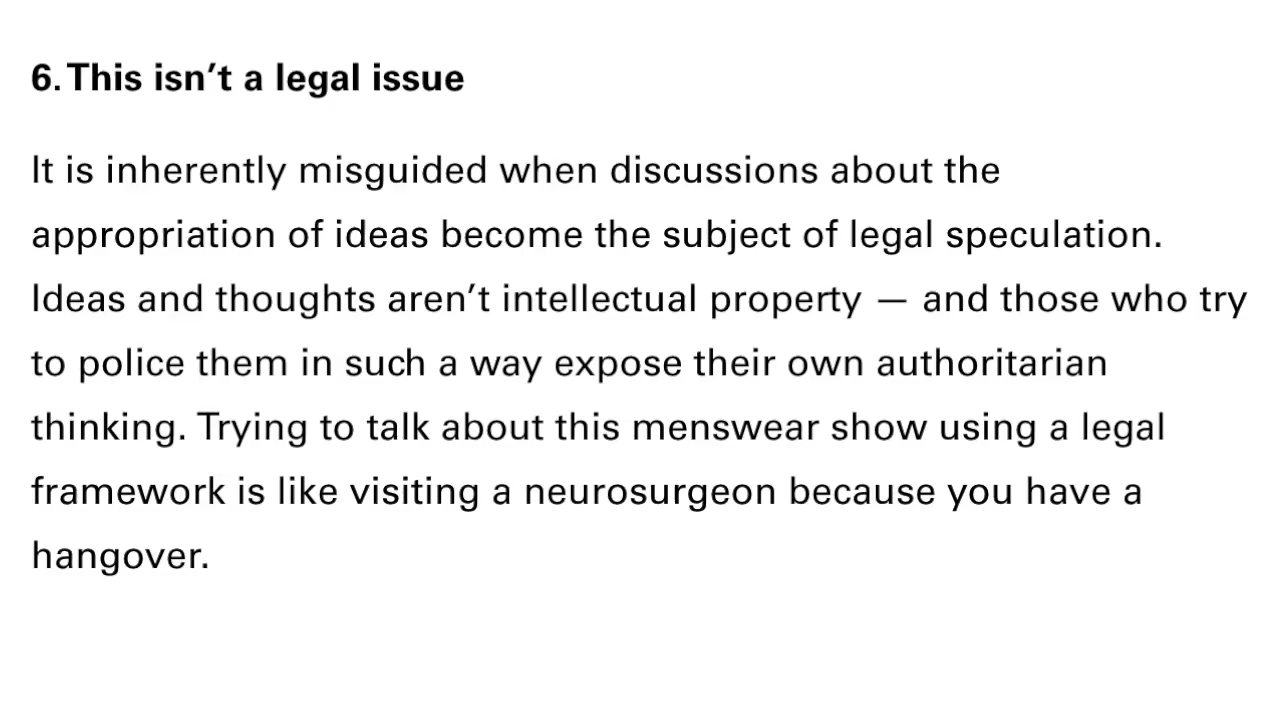 6. This isn’t a legal issue
It is inherently misguided when discussions about the
appropriation of ideas become the subject of legal speculation.
Ideas and thoughts aren’t intellectual property — and those who try
to police them in such a way expose their own authoritarian
thinking. Trying to talk about this menswear show using a legal
framework is like visiting a neurosurgeon because you have a
hangover.